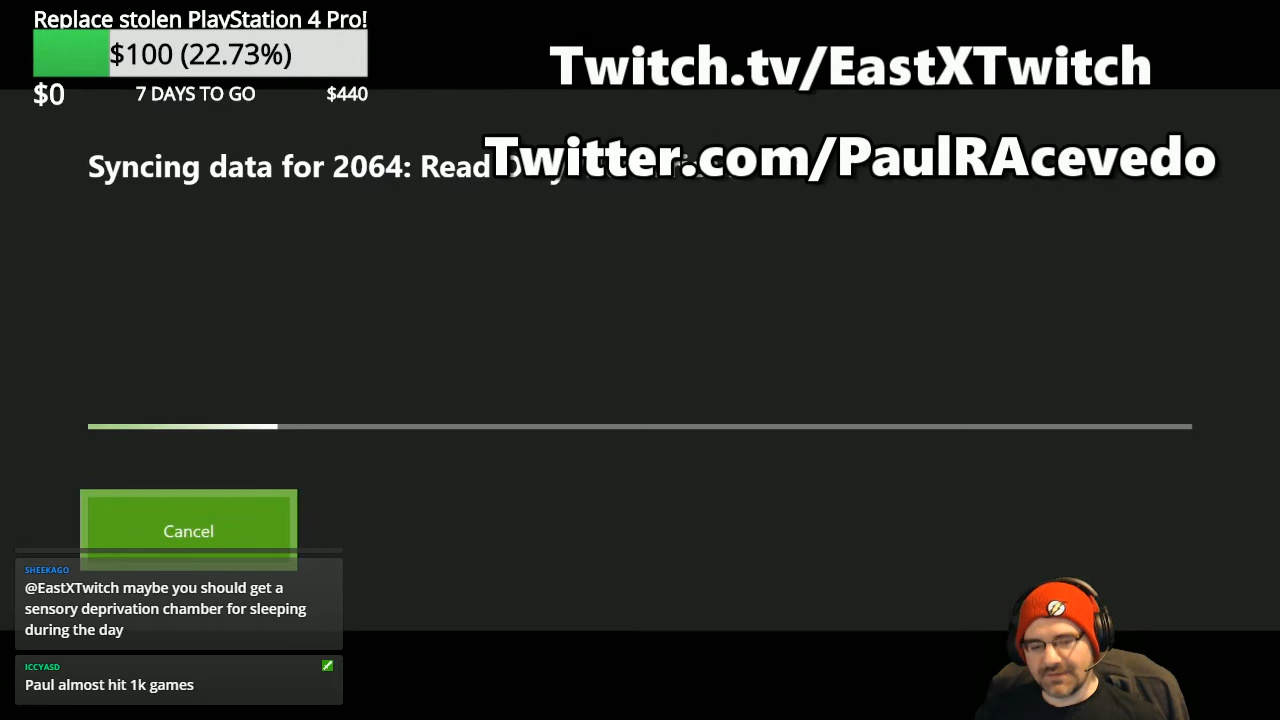 Replace stolen PlayStation 4 Pro!
$100 (22.73%)
$0 7 DAYS TO GO $440
Twitch.tv/EastXTwitch
Twitter.com/PaulRAcevedo
Syncing data for 2064: Read
Cancel
SHEEKAGO
@EastXTwitch maybe you should get a
sensory deprivation chamber for sleeping
during the day
ICCYASD
Paul almost hit 1k games